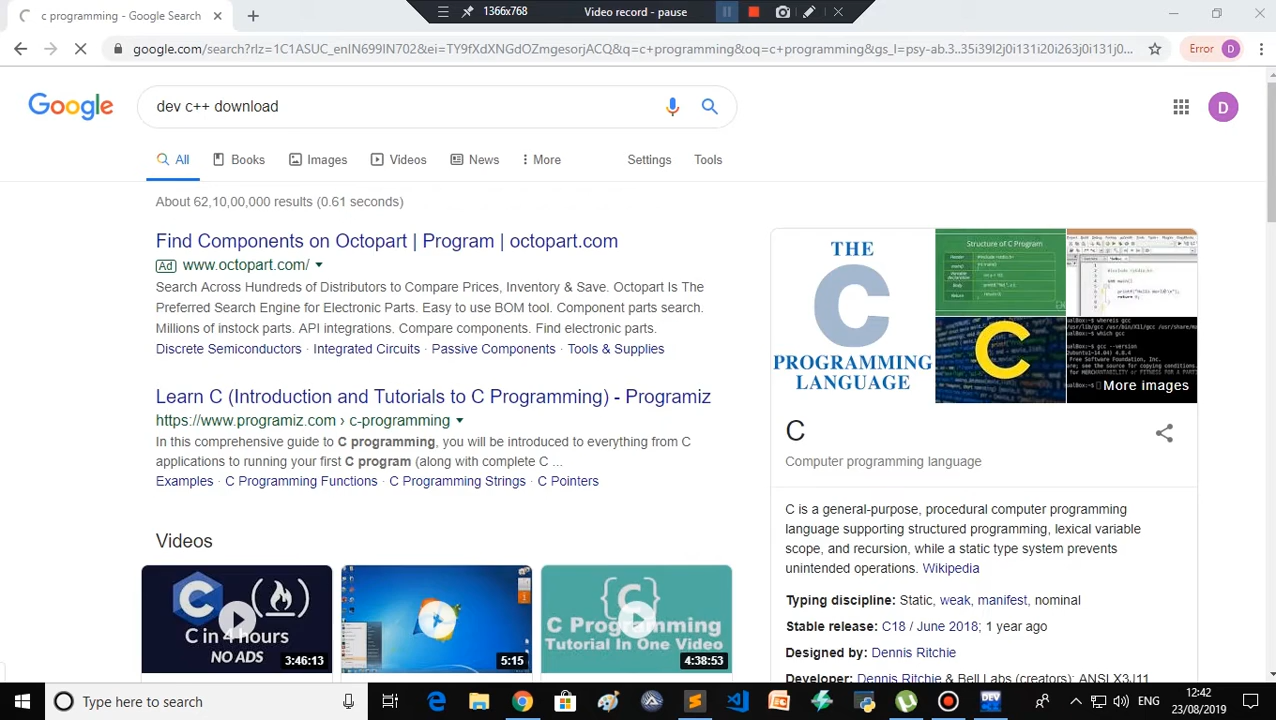 c programming - Google Search
1366x768
Video record - pause
google.com/search?rlz=1C1ASUC_enIN699IN702&ei=TY9fXdXNGdOZmgesorjACQ&q=c+programming&oq=c+programming&gs_l=psy-ab.3..35i39l2j0i131i20i263j0i131j0...
Error
D
Google
dev c++ download
D
All
Books
Images
Videos
News
More
Settings
Tools
About 62,10,00,000 results (0.61 seconds)
Find Components on Octopart | Program | octopart.com
Ad www.octopart.com
Search Across of Distributors to Compare Prices, Inventory & Save. Octopart Is The
Preferred Search Engine For Electronic Parts. Easy to Use BOM tool. Components parts search.
Millions of instock parts. API Compare components. Find electronic parts.
Discrete Semiconductors · Integrated · Passive Components · Tools & Supplies
Learn C (Introduction and Tutorials to C Programming) - Programiz
https://www.programiz.com › c-programming
In this comprehensive guide to C programming, you will be introduced to everything from C
applications to running your first C program (along with complete C ...
Examples · C Programming Functions · C Programming Strings · C Pointers
Videos
C in 4 hours
NO ADS
3:46:13
5:15
C Programming
Tutorial In One Video
4:38:53
THE
C
PROGRAMMING
LANGUAGE
Structure of C Program
C
More images
C
Computer programming language
C is a general-purpose, procedural computer programming
language supporting structured programming, lexical variable
scope, and recursion, while a static type system prevents
unintended operations. Wikipedia
Typing discipline: Static, weak, manifest, nominal
Stable release: C18 / June 2018; 1 year ago
Designed by: Dennis Ritchie
Developer: Dennis Ritchie & Bell Labs (creators); ANSI X3J11
Type here to search
DEV
ENG
12:42
23/08/2019